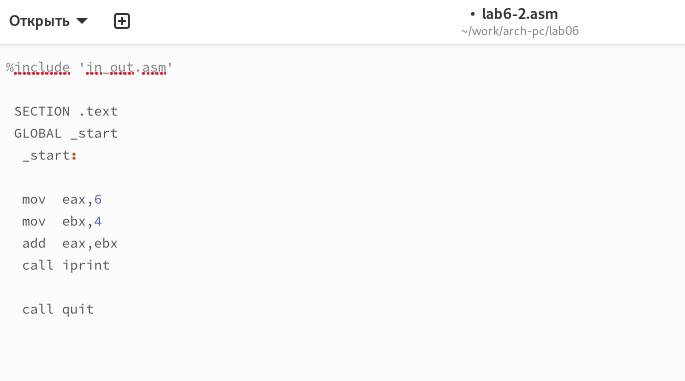 Открыть
• lab6-2.asm
~/work/arch-pc/lab06
%include 'in_out.asm'
SECTION .text
GLOBAL _start
_start:
mov  eax,6
mov  ebx,4
add  eax,ebx
call iprint
call quit